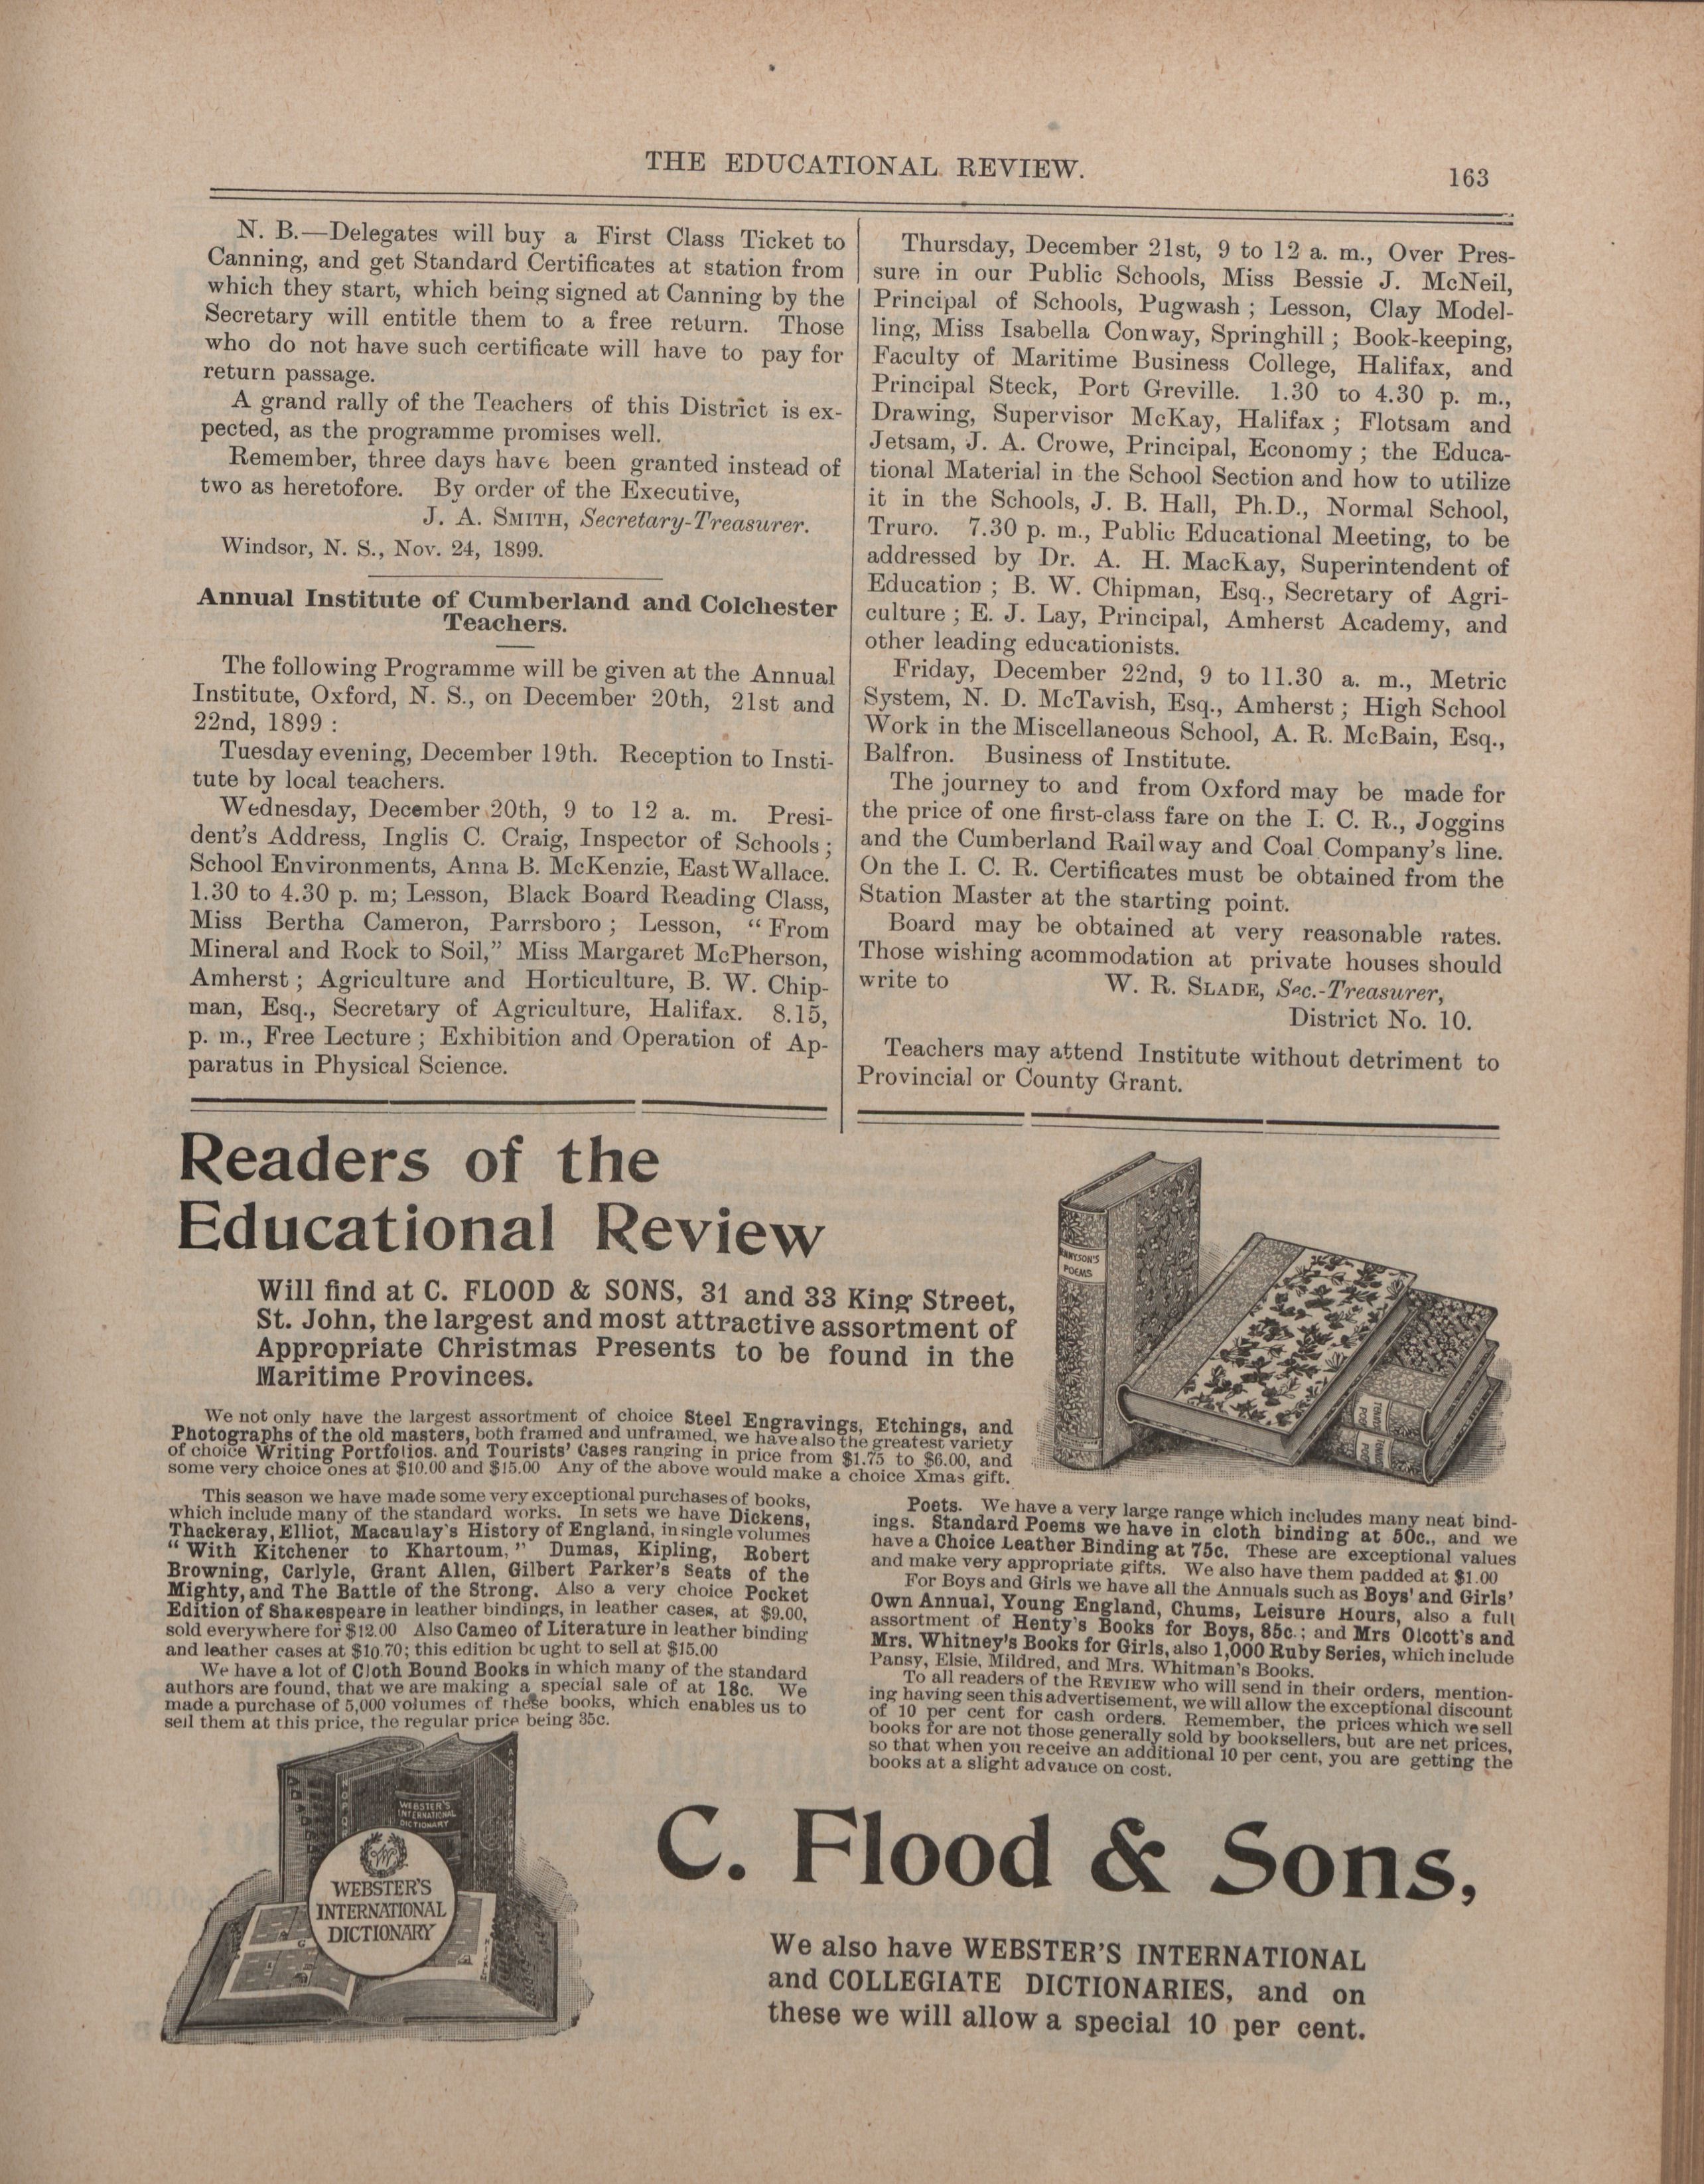 THE EDUCATIONAL REVIEW.
163
N. B.—Delegates will buy a First Class Ticket to
Canning, and get Standard Certificates at station from
which they start, which being signed at Canning by the
Secretary will entitle them to a free return. Those
who do not have such certificate will have to pay for
return passage.
A grand rally of the Teachers of this District is ex-
pected, as the programme promises well.
Remember, three days have been granted instead of
two as heretofore. By order of the Executive,
J. A. SMITH, Secretary-Treasurer.
Windsor, N. S., Nov. 24, 1899.
Annual Institute of Cumberland and Colchester
Teachers.
The following Programme will be given at the Annual
Institute, Oxford, N. S., on December 20th, 21st and
22nd, 1899 :
Tuesday evening, December 19th. Reception to Insti-
tute by local teachers.
Wednesday, December 20th, 9 to 12 a. m. Presi-
dent's Address, Inglis C. Craig, Inspector of Schools ;
School Environments, Anna B. McKenzie, East Wallace.
1.30 to 4.30 p. m; Lesson, Black Board Reading Class,
Miss Bertha Cameron, Parrsboro ; Lesson, "From
Mineral and Rock to Soil," Miss Margaret McPherson,
Amherst ; Agriculture and Horticulture, B. W. Chip-
man, Esq., Secretary of Agriculture, Halifax. 8.15,
p. m., Free Lecture ; Exhibition and Operation of Ap-
paratus in Physical Science.
Thursday, December 21st, 9 to 12 a. m., Over Pres-
sure in our Public Schools, Miss Bessie J. McNeil,
Principal of Schools, Pugwash ; Lesson, Clay Model-
ling, Miss Isabella Conway, Springhill ; Book-keeping,
Faculty of Maritime Business College, Halifax, and
Principal Steck, Port Greville. 1.30 to 4.30 p. m.,
Drawing, Supervisor McKay, Halifax ; Flotsam and
Jetsam, J. A. Crowe, Principal, Economy ; the Educa-
tional Material in the School Section and how to utilize
it in the Schools, J. B. Hall, Ph.D., Normal School,
Truro. 7.30 p. m., Public Educational Meeting, to be
addressed by Dr. A. H. MacKay, Superintendent of
Education ; B. W. Chipman, Esq., Secretary of Agri-
culture ; E. J. Lay, Principal, Amherst Academy, and
other leading educationists.
Friday, December 22nd, 9 to 11.30 a. m., Metric
System, N. D. McTavish, Esq., Amherst ; High School
Work in the Miscellaneous School, A. R. McBain, Esq.,
Balfron. Business of Institute.
The journey to and from Oxford may be made for
the price of one first-class fare on the I. C. R., Joggins
and the Cumberland Railway and Coal Company's line.
On the I. C. R. Certificates must be obtained from the
Station Master at the starting point.
Board may be obtained at very reasonable rates.
Those wishing acommodation at private houses should
write to W. R. SLADE, Sec.-Treasurer,
District No. 10.
Teachers may attend Institute without detriment to
Provincial or County Grant.
Readers of the
Educational Review
Will find at C. FLOOD & SONS, 31 and 33 King Street,
St. John, the largest and most attractive assortment of
Appropriate Christmas Presents to be found in the
Maritime Provinces.
We not only have the largest assortment of choice Steel Engravings, Etchings, and
Photographs of the old masters, both framed and unframed, we have also the greatest variety
of choice Writing Portfolios. and Tourists' Cases ranging in price from $1.75 to $6.00, and
some very choice ones at $10.00 and $15.00 Any of the above would make a choice Xmas gift.
This season we have made some very exceptional purchases of books,
which include many of the standard works. In sets we have Dickens,
Thackeray, Elliot, Macaulay's History of England, in single volumes
"With Kitchener to Khartoum," Dumas, Kipling, Robert
Browning, Carlyle, Grant Allen, Gilbert Parker's Seats of the
Mighty, and The Battle of the Strong. Also a very choice Pocket
Edition of Shakespeare in leather bindings, in leather cases, at $9.00,
sold everywhere for $12.00 Also Cameo of Literature in leather binding
and leather cases at $10.70; this edition bought to sell at $15.00
We have a lot of Cloth Bound Books in which many of the standard
authors are found, that we are making a special sale of at 18c. We
made a purchase of 5,000 volumes of these books, which enables us to
sell them at this price, the regular price being 35c.
ENNYSON'S
POEMS
Poets. We have a very large range which includes many neat bind-
ings. Standard Poems we have in cloth binding at 50c., and we
have a Choice Leather Binding at 75c. These are exceptional values
and make very appropriate gifts. We also have them padded at $1.00
For Boys and Girls we have all the Annuals such as Boys' and Girls'
Own Annual, Young England, Chums, Leisure Hours, also a full
assortment of Henty's Books for Boys, 85c.; and Mrs Olcott's and
Mrs. Whitney's Books for Girls, also 1,000 Ruby Series, which include
Pansy, Elsie, Mildred, and Mrs. Whitman's Books.
To all readers of the REVIEW who will send in their orders, mention-
ing having seen this advertisement, we will allow the exceptional discount
of 10 per cent for cash orders. Remember, the prices which we sell
books for are not those generally sold by booksellers, but are net prices,
so that when you receive an additional 10 per cent, you are getting the
books at a slight advance on cost.
WEBSTER'S
INTERNATIONAL
DICTIONARY
WEBSTER'S
INTERNATIONAL
DICTIONARY
C. Flood & Sons,
We also have WEBSTER'S INTERNATIONAL
and COLLEGIATE DICTIONARIES, and on
these we will allow a special 10 per cent.